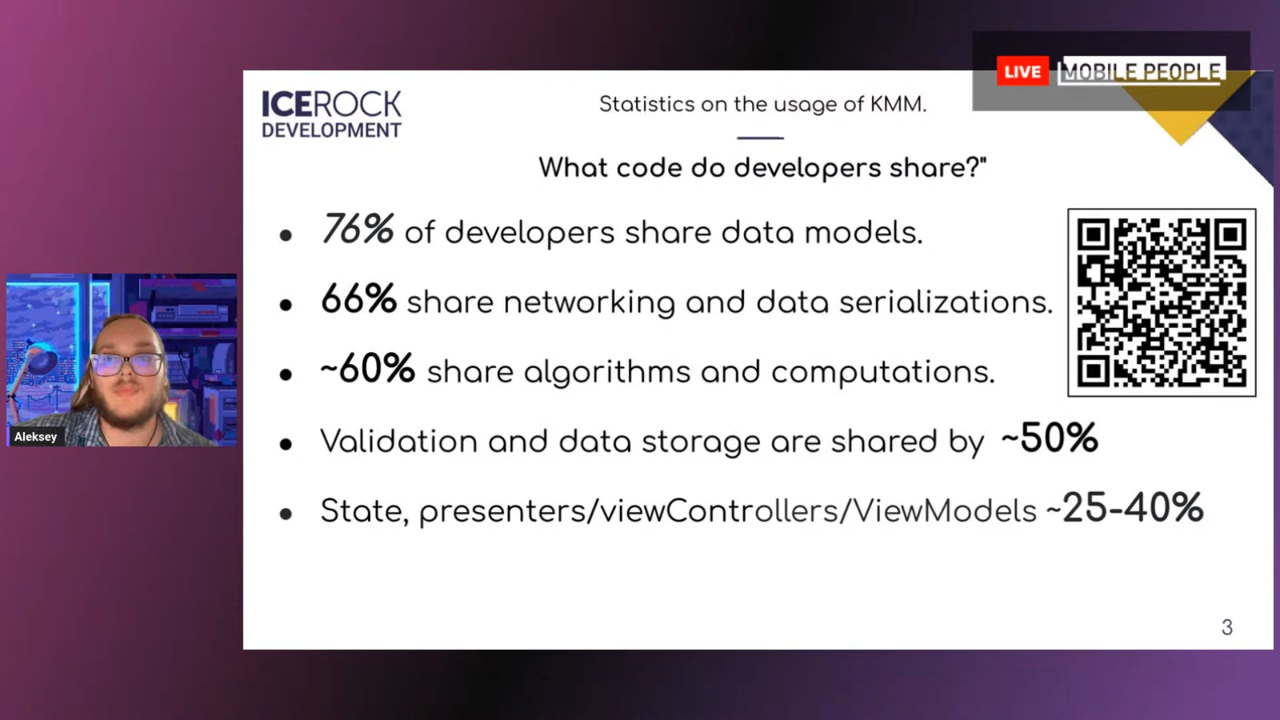 LIVE MOBILE PEOPLE
ICEROCK
DEVELOPMENT
Statistics on the usage of KMM.
What code do developers share?"
• 76% of developers share data models.
• 66% share networking and data serializations.
• ~60% share algorithms and computations.
• Validation and data storage are shared by ~50%
• State, presenters/viewControllers/ViewModels ~25-40%
Aleksey
3